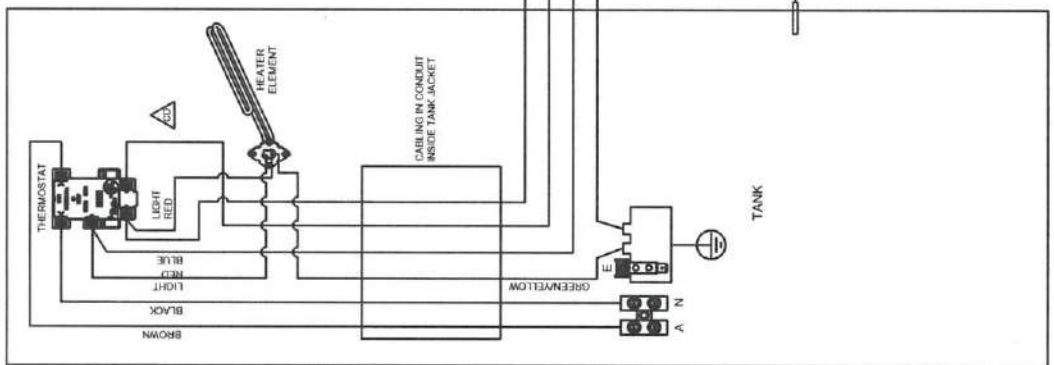 THERMOSTAT
HEATER
ELEMENT
LIGHT
RED
CABLING IN CONDUIT
INSIDE TANK JACKET
BLUE
RED
LIGHT
BLACK
BROWN
GREEN/YELLOW
E
N
A
TANK